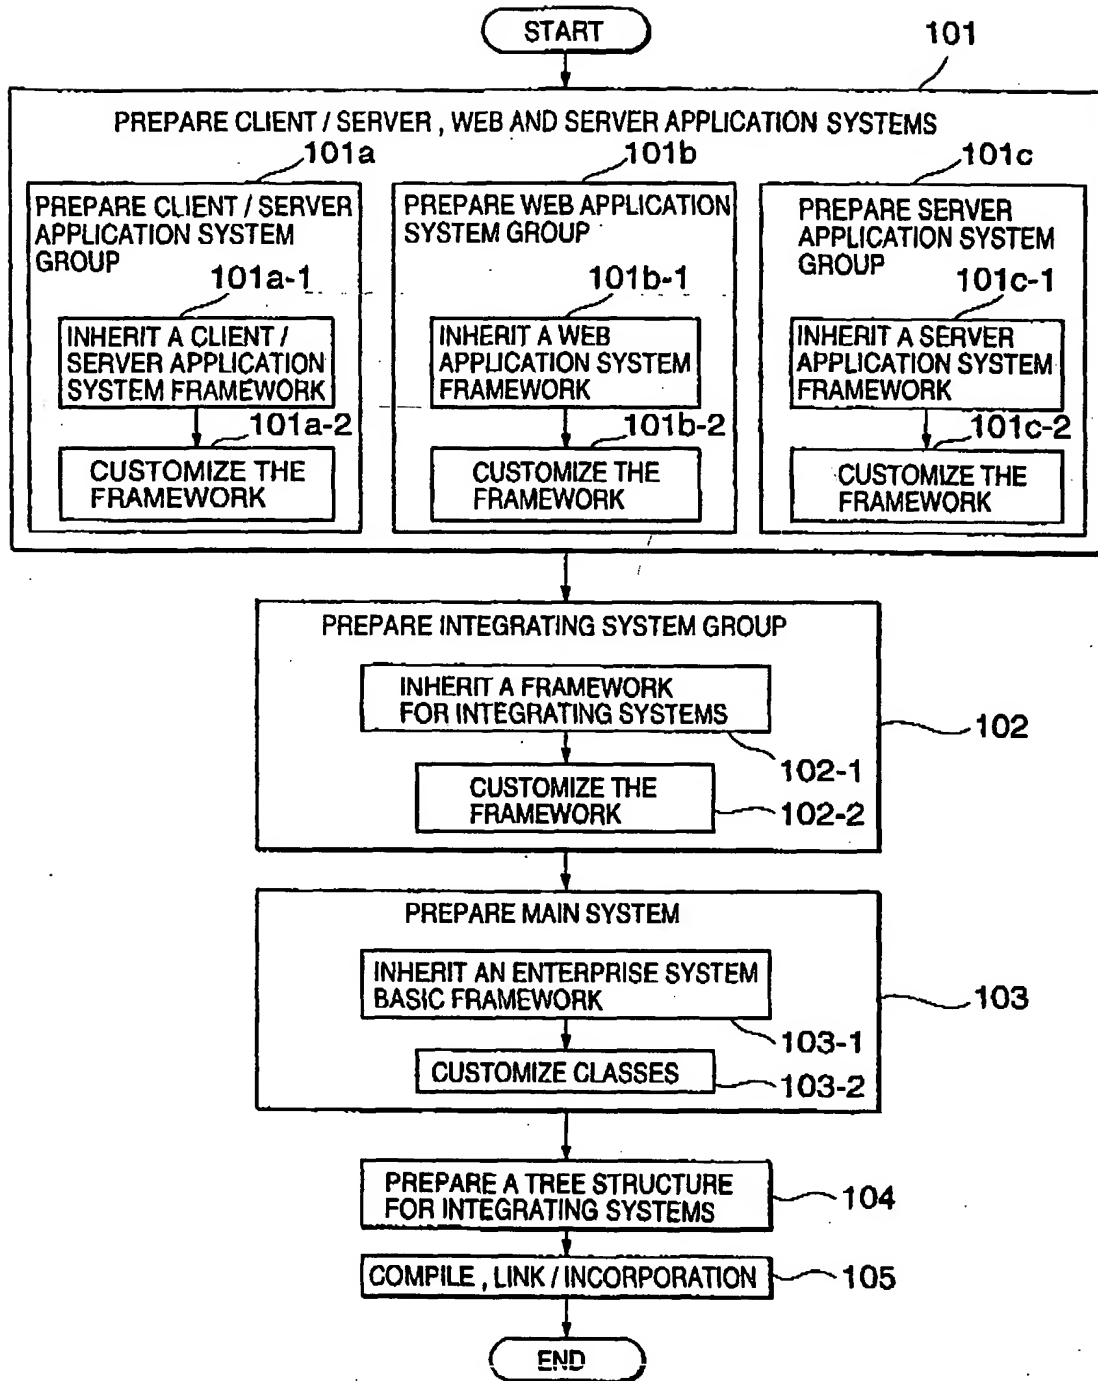 START
101
PREPARE CLIENT / SERVER , WEB AND SERVER APPLICATION SYSTEMS
101a
PREPARE CLIENT / SERVER
APPLICATION SYSTEM
GROUP
101a-1
INHERIT A CLIENT /
SERVER APPLICATION
SYSTEM FRAMEWORK
101a-2
CUSTOMIZE THE
FRAMEWORK
101b
PREPARE WEB APPLICATION
SYSTEM GROUP
101b-1
INHERIT A WEB
APPLICATION SYSTEM
FRAMEWORK
101b-2
CUSTOMIZE THE
FRAMEWORK
101c
PREPARE SERVER
APPLICATION SYSTEM
GROUP
101c-1
INHERIT A SERVER
APPLICATION SYSTEM
FRAMEWORK
101c-2
CUSTOMIZE THE
FRAMEWORK
PREPARE INTEGRATING SYSTEM GROUP
INHERIT A FRAMEWORK
FOR INTEGRATING SYSTEMS
102
102-1
CUSTOMIZE THE
FRAMEWORK
102-2
PREPARE MAIN SYSTEM
INHERIT AN ENTERPRISE SYSTEM
BASIC FRAMEWORK
103
103-1
CUSTOMIZE CLASSES
103-2
PREPARE A TREE STRUCTURE
FOR INTEGRATING SYSTEMS
104
COMPILE , LINK / INCORPORATION
105
END